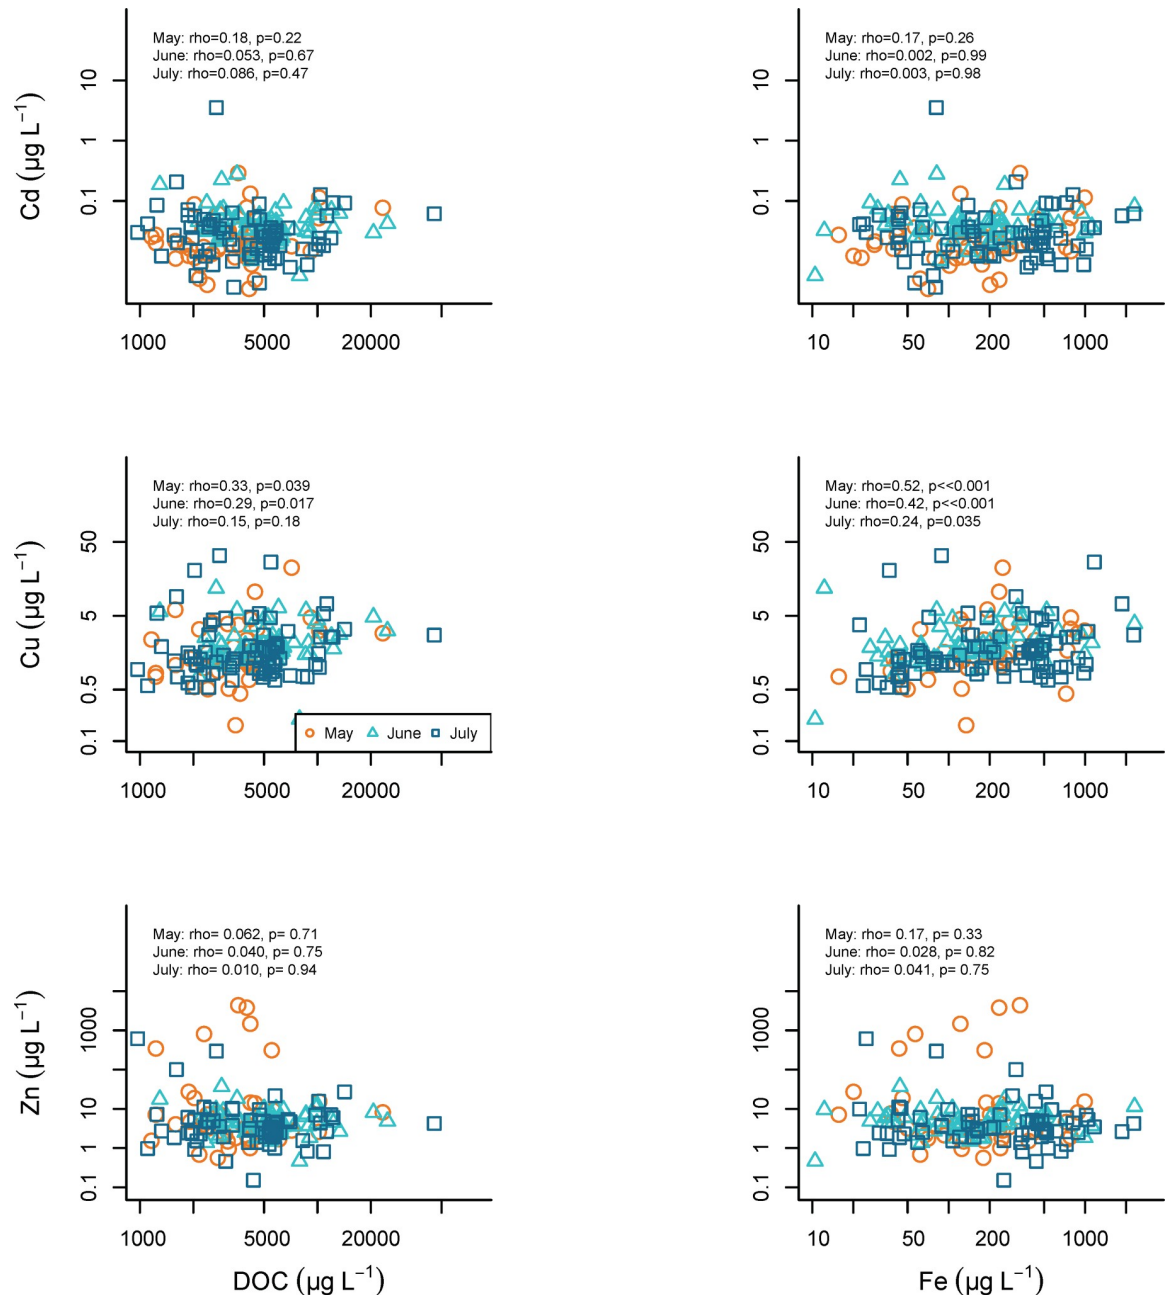 May: rho=0.18, p=0.22
June: rho=0.053, p=0.67
July: rho=0.086, p=0.47
Cd (µg L⁻¹)
10
1
0.1
1000 5000 20000
May: rho=0.17, p=0.26
June: rho=0.002, p=0.99
July: rho=0.003, p=0.98
10
1
0.1
10 50 200 1000
May: rho=0.33, p=0.039
June: rho=0.29, p=0.017
July: rho=0.15, p=0.18
Cu (µg L⁻¹)
50
5
0.5
0.1
May June July
1000 5000 20000
May: rho=0.52, p<<0.001
June: rho=0.42, p<<0.001
July: rho=0.24, p=0.035
50
5
0.5
0.1
10 50 200 1000
May: rho= 0.062, p= 0.71
June: rho= 0.040, p= 0.75
July: rho= 0.010, p= 0.94
Zn (µg L⁻¹)
1000
10
1
0.1
1000 5000 20000
DOC (µg L⁻¹)
May: rho= 0.17, p= 0.33
June: rho= 0.028, p= 0.82
July: rho= 0.041, p= 0.75
1000
10
1
0.1
10 50 200 1000
Fe (µg L⁻¹)